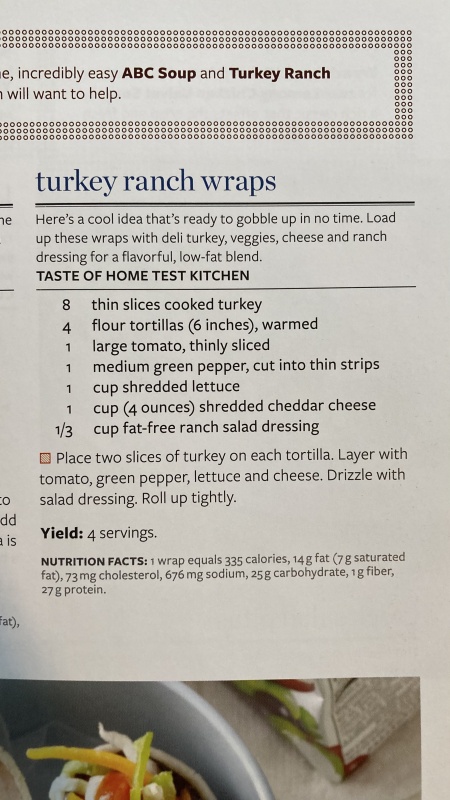 e, incredibly easy ABC Soup and Turkey Ranch
will want to help.
turkey ranch wraps
Here's a cool idea that's ready to gobble up in no time. Load
up these wraps with deli turkey, veggies, cheese and ranch
dressing for a flavorful, low-fat blend.
TASTE OF HOME TEST KITCHEN
8 thin slices cooked turkey
4 flour tortillas (6 inches), warmed
1 large tomato, thinly sliced
1 medium green pepper, cut into thin strips
1 cup shredded lettuce
1 cup (4 ounces) shredded cheddar cheese
1/3 cup fat-free ranch salad dressing
Place two slices of turkey on each tortilla. Layer with
tomato, green pepper, lettuce and cheese. Drizzle with
salad dressing. Roll up tightly.
Yield: 4 servings.
NUTRITION FACTS: 1 wrap equals 335 calories, 14 g fat (7 g saturated
fat), 73 mg cholesterol, 676 mg sodium, 25 g carbohydrate, 1 g fiber,
27 g protein.
to
dd
a is
fat),